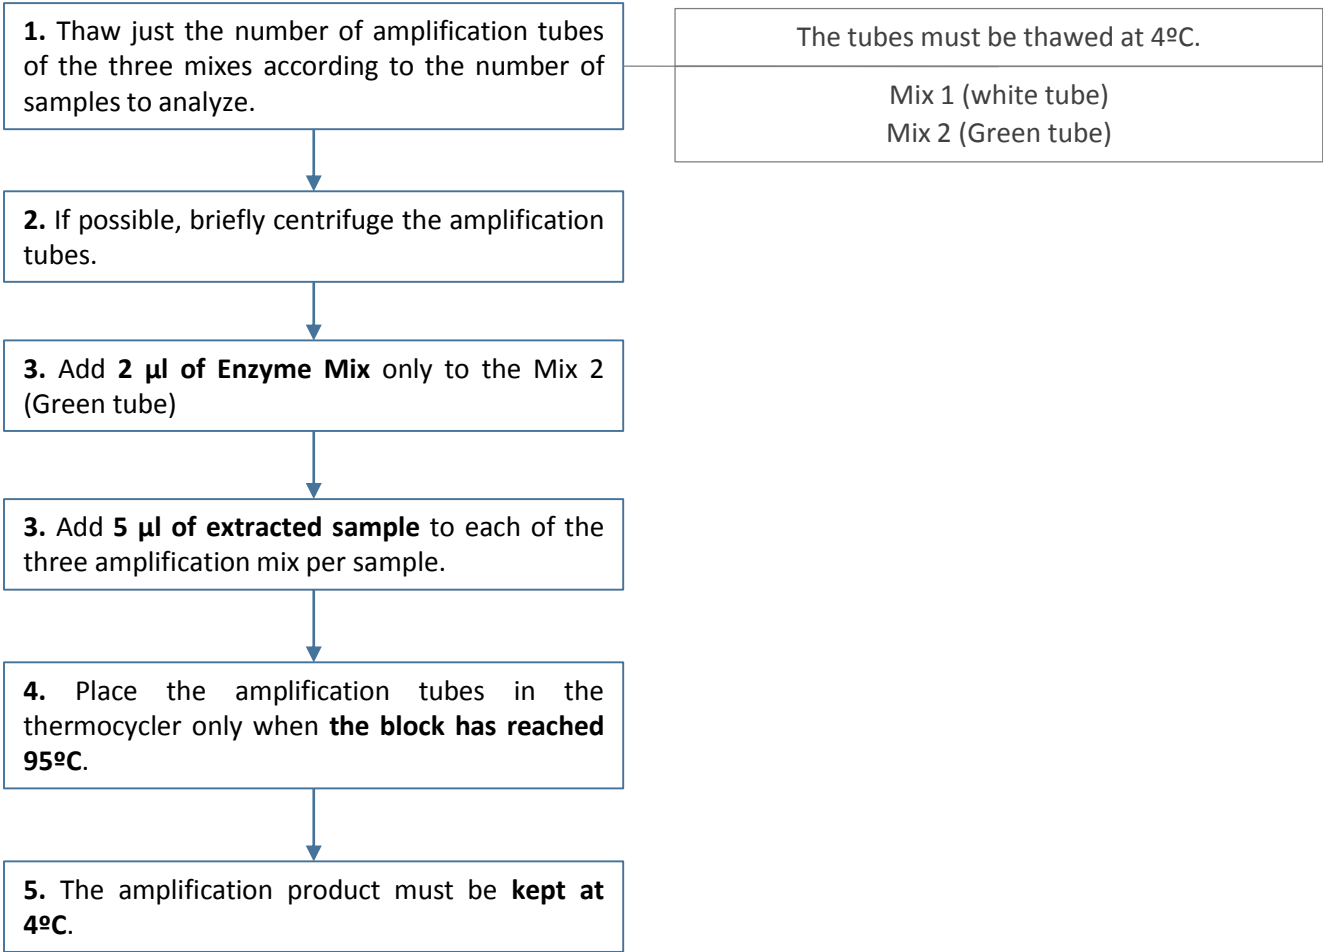 1. Thaw just the number of amplification tubes
of the three mixes according to the number of
samples to analyze.
The tubes must be thawed at 4ºC.
Mix 1 (white tube)
Mix 2 (Green tube)
2. If possible, briefly centrifuge the amplification
tubes.
3. Add 2 µl of Enzyme Mix only to the Mix 2
(Green tube)
3. Add 5 µl of extracted sample to each of the
three amplification mix per sample.
4. Place the amplification tubes in the
thermocycler only when the block has reached
95ºC.
5. The amplification product must be kept at
4ºC.